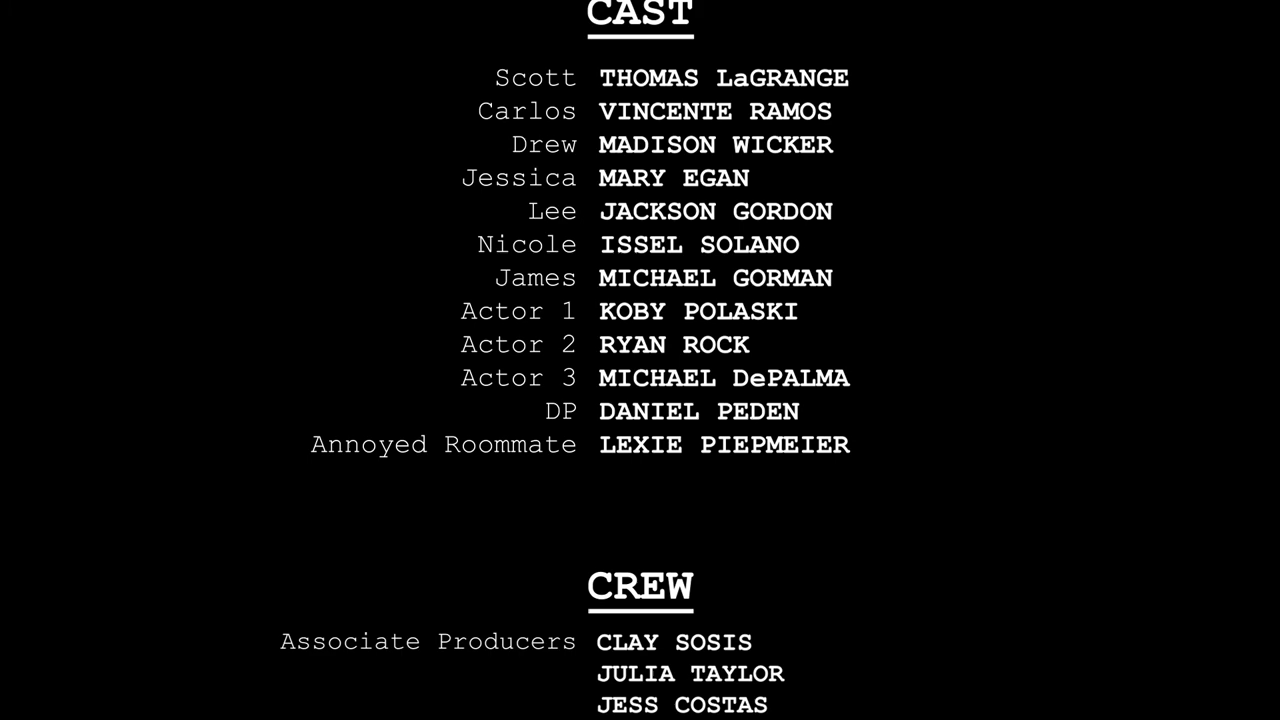 CAST
Scott THOMAS LaGRANGE
Carlos VINCENTE RAMOS
Drew MADISON WICKER
Jessica MARY EGAN
Lee JACKSON GORDON
Nicole ISSEL SOLANO
James MICHAEL GORMAN
Actor 1 KOBY POLASKI
Actor 2 RYAN ROCK
Actor 3 MICHAEL DePALMA
DP DANIEL PEDEN
Annoyed Roommate LEXIE PIEPMEIER
CREW
Associate Producers CLAY SOSIS
JULIA TAYLOR
JESS COSTAS